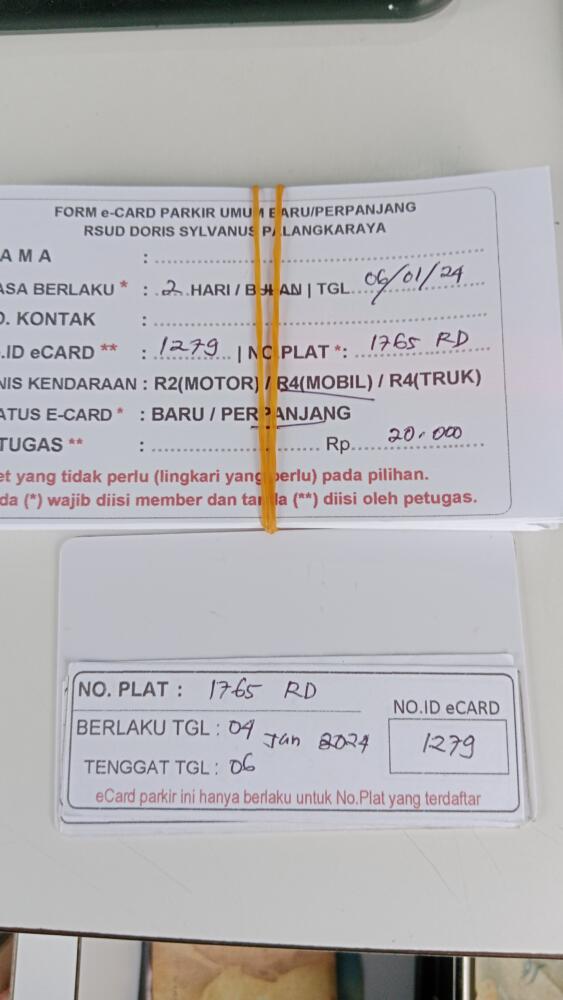 FORM e-CARD PARKIR UMUM BARU/PERPANJANG
RSUD DORIS SYLVANUS PALANGKARAYA
AMA :
ASA BERLAKU * : 2 HARI / BULAN | TGL 06/01/24
O. KONTAK :
.ID eCARD ** : 1279 | NO.PLAT *: 1765 RD
NIS KENDARAAN : R2(MOTOR) / R4(MOBIL) / R4(TRUK)
ATUS E-CARD * : BARU / PERPANJANG
TUGAS ** : Rp. 20.000
et yang tidak perlu (lingkari yang perlu) pada pilihan.
da (*) wajib diisi member dan tanda (**) diisi oleh petugas.
NO. PLAT : 1765 RD
NO.ID eCARD
BERLAKU TGL : 04 Jan 2024
1279
TENGGAT TGL : 06
eCard parkir ini hanya berlaku untuk No.Plat yang terdaftar